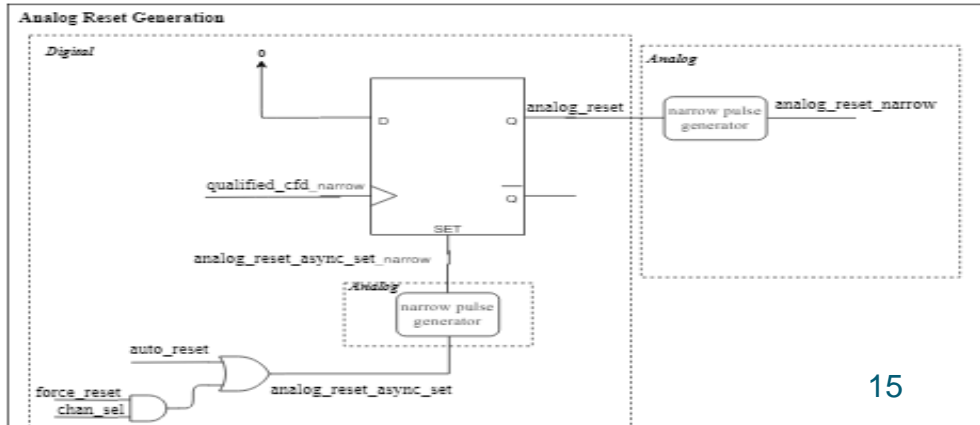 Analog Reset Generation
Digital
0
Analog
D
Q
analog_reset
narrow pulse
generator
analog_reset_narrow
qualified_cfd_narrow
Q
SET
analog_reset_async_set_narrow
Analog
narrow pulse
generator
auto_reset
analog_reset_async_set
force_reset
chan_sel
15